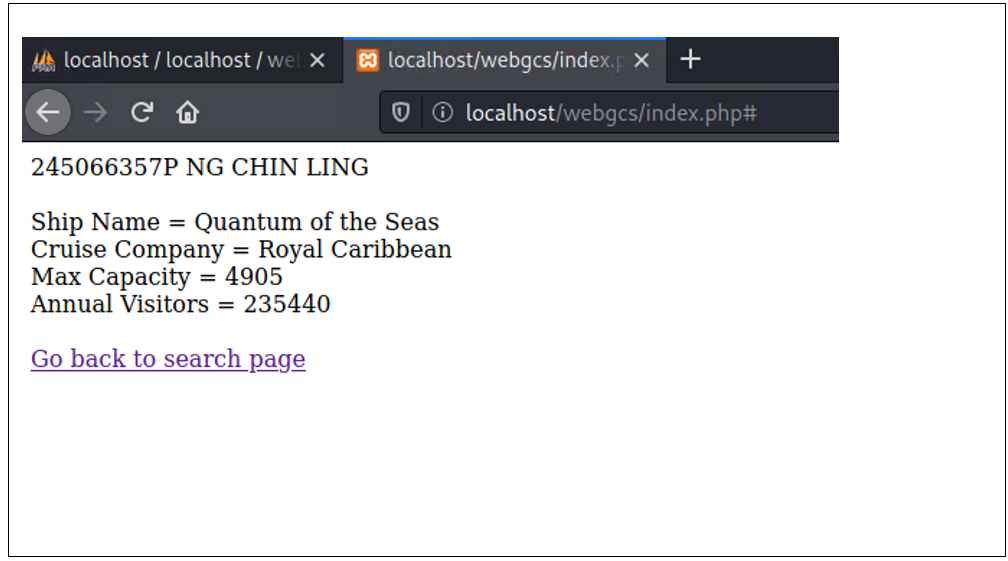 localhost / localhost / we
localhost/webgcs/index.p
localhost/webgcs/index.php#
245066357P NG CHIN LING
Ship Name = Quantum of the Seas
Cruise Company = Royal Caribbean
Max Capacity = 4905
Annual Visitors = 235440
Go back to search page